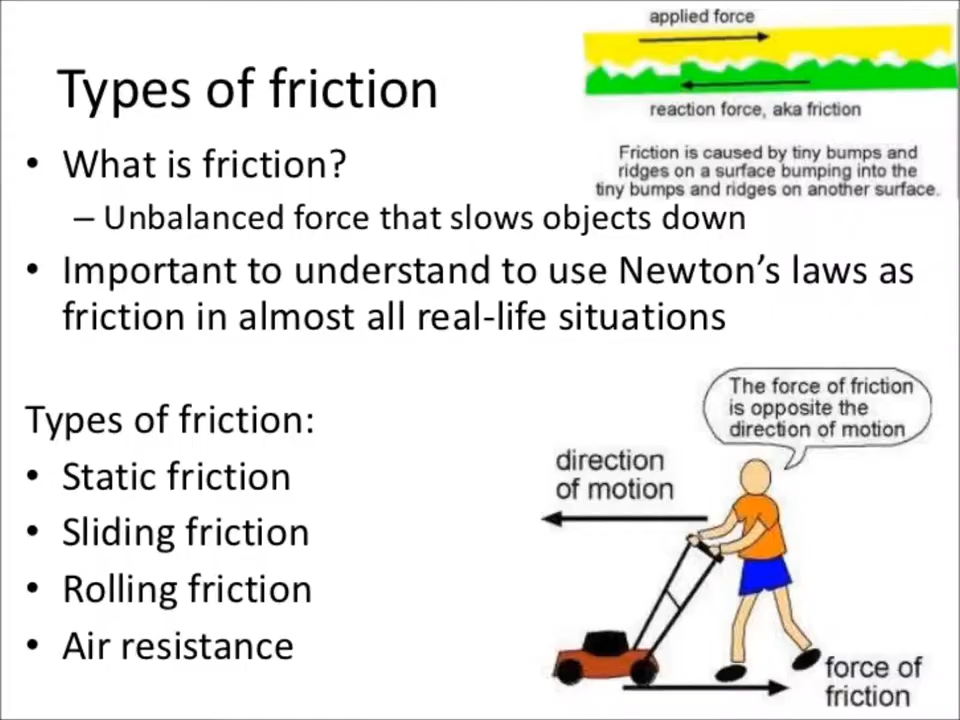 applied force
Types of friction
reaction force, aka friction
• What is friction?
Friction is caused by tiny bumps and
ridges on a surface bumping into the
tiny bumps and ridges on another surface.
– Unbalanced force that slows objects down
• Important to understand to use Newton's laws as
friction in almost all real-life situations
Types of friction:
• Static friction
• Sliding friction
• Rolling friction
• Air resistance
The force of friction
is opposite the
direction of motion
direction
of motion
force of
friction